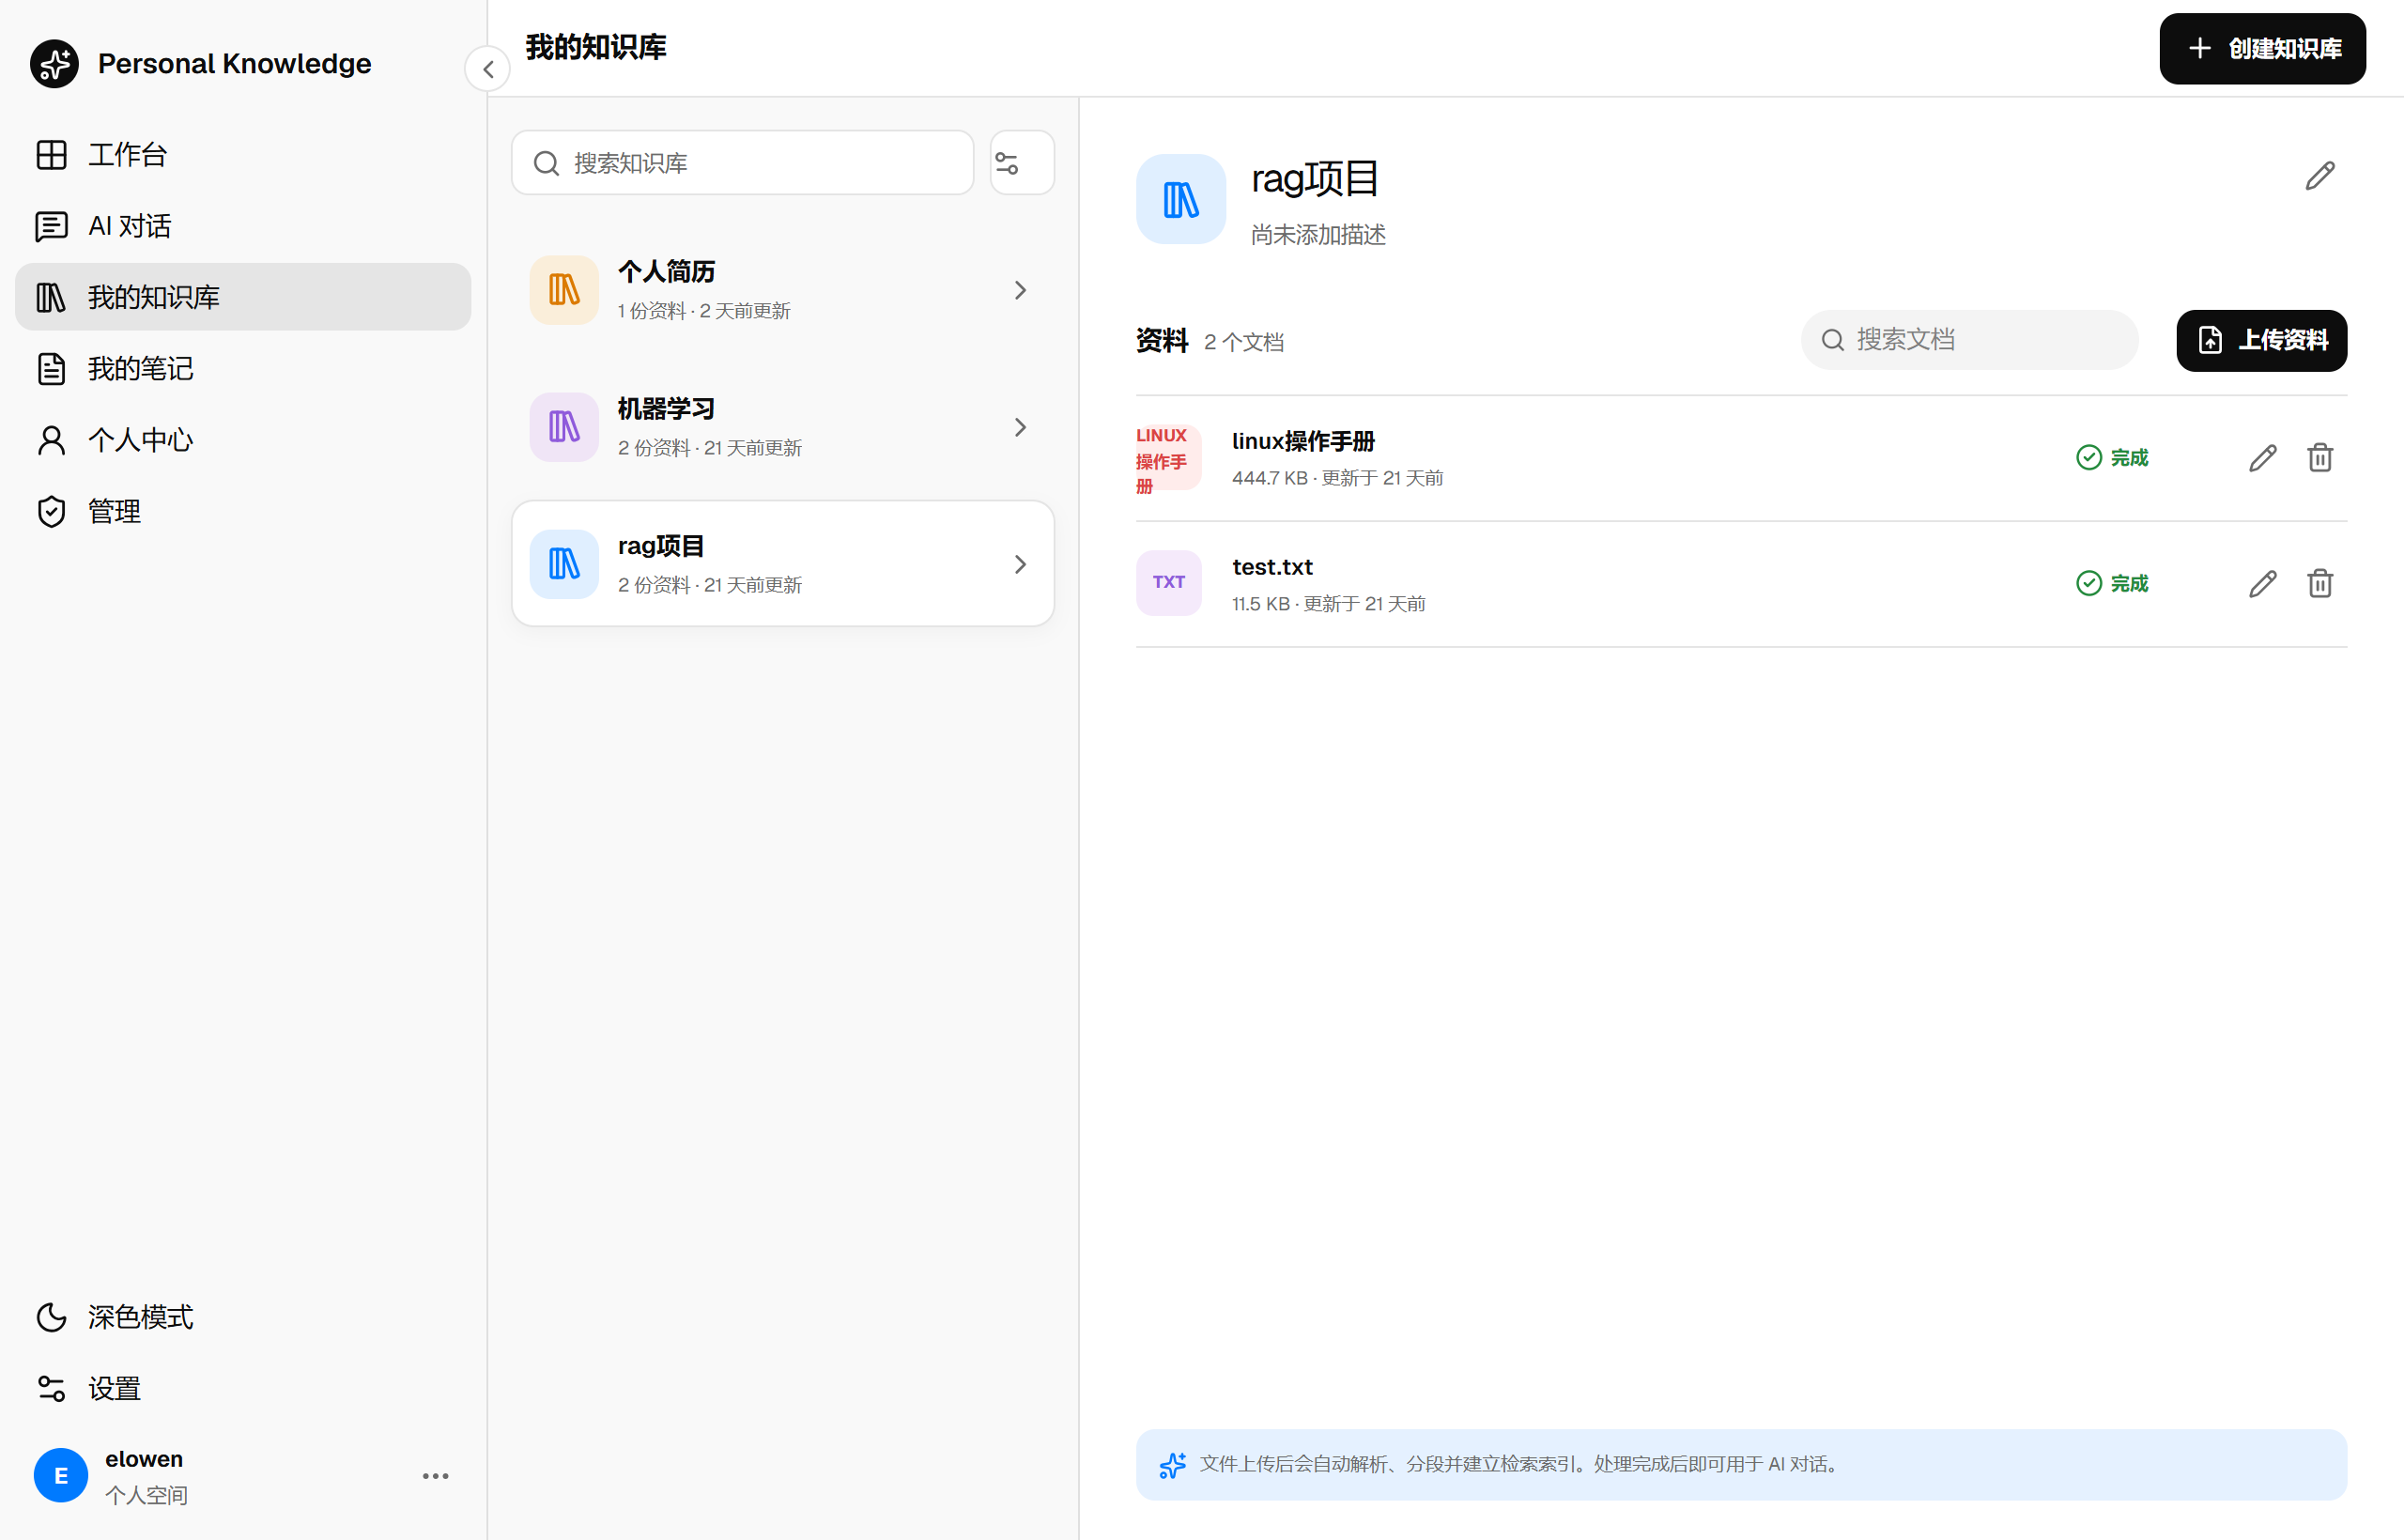 Personal Knowledge
工作台
AI 对话
我的知识库
我的笔记
个人中心
管理
深色模式
设置
E
elowen
个人空间
我的知识库
创建知识库
搜索知识库
个人简历
1 份资料 · 2 天前更新
机器学习
2 份资料 · 21 天前更新
rag项目
2 份资料 · 21 天前更新
rag项目
尚未添加描述
资料 2 个文档
搜索文档
上传资料
LINUX
操作手
册
linux操作手册
444.7 KB · 更新于 21 天前
完成
TXT
test.txt
11.5 KB · 更新于 21 天前
完成
文件上传后会自动解析、分段并建立检索索引。处理完成后即可用于 AI 对话。